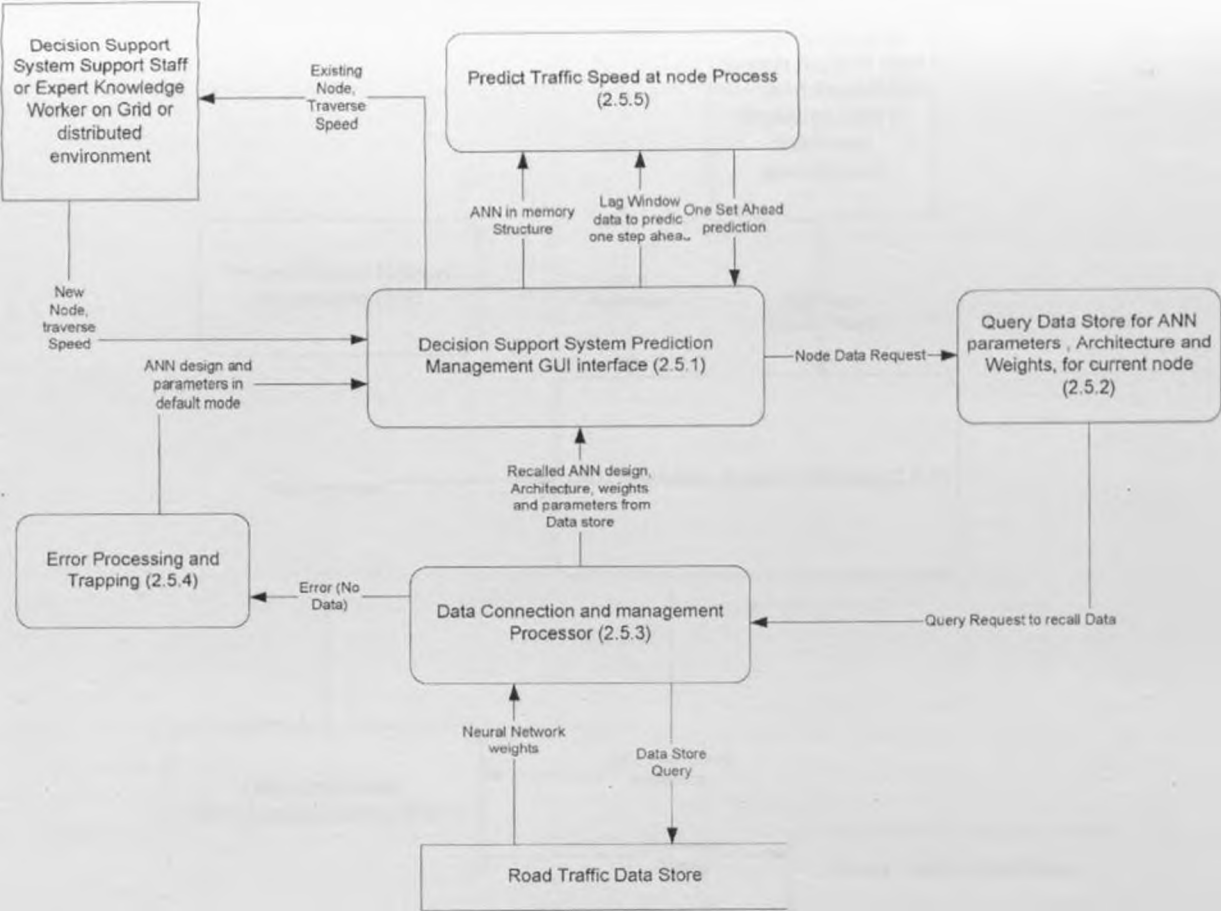 Decision Support
System Support Staff
or Expert Knowledge
Worker on Grid or
distributed
environment
Existing
Node,
Traverse
Speed
Predict Traffic Speed at node Process
(2.5.5)
ANN in memory
Structure
Lag Window
data to predic
one step ahea
One Set Ahead
prediction
New
Node,
traverse
Speed
ANN design and
parameters in
default mode
Decision Support System Prediction
Management GUI interface (2.5.1)
Node Data Request
Query Data Store for ANN
parameters , Architecture and
Weights, for current node
(2.5.2)
Recalled ANN design,
Architecture, weights
and parameters from
Data store
Error Processing and
Trapping (2.5.4)
Error (No
Data)
Data Connection and management
Processor (2.5.3)
Query Request to recall Data
Neural Network
weights
Data Store
Query
Road Traffic Data Store